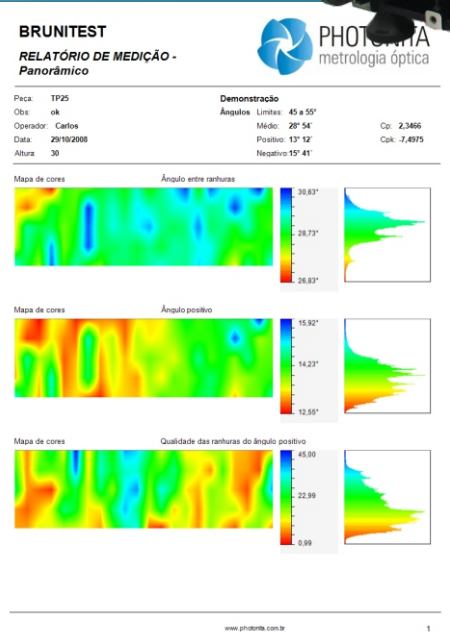 BRUNITEST
PHOTONITA
metrologia óptica
RELATÓRIO DE MEDIÇÃO -
Panorâmico
Peça: TP25 Demonstração
Obs: ok Ângulos Limites: 45 a 55°
Operador: Carlos Médio: 28° 54´ Cp: 2,3466
Data: 29/10/2008 Positivo: 13° 12´ Cpk: -7,4975
Altura 30 Negativo: 15° 41´
Mapa de cores Ângulo entre ranhuras
30,63°
28,73°
26,83°
Mapa de cores Ângulo positivo
15,92°
14,23°
12,55°
Mapa de cores Qualidade das ranhuras do ângulo positivo
45,00
22,99
0,99
www.photonita.com.br 1